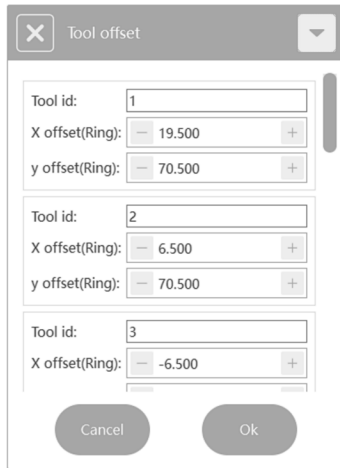 Tool offset
Tool id: 1
X offset(Ring): — 19.500 +
y offset(Ring): — 70.500 +
Tool id: 2
X offset(Ring): — 6.500 +
y offset(Ring): — 70.500 +
Tool id: 3
X offset(Ring): — -6.500 +
Cancel Ok